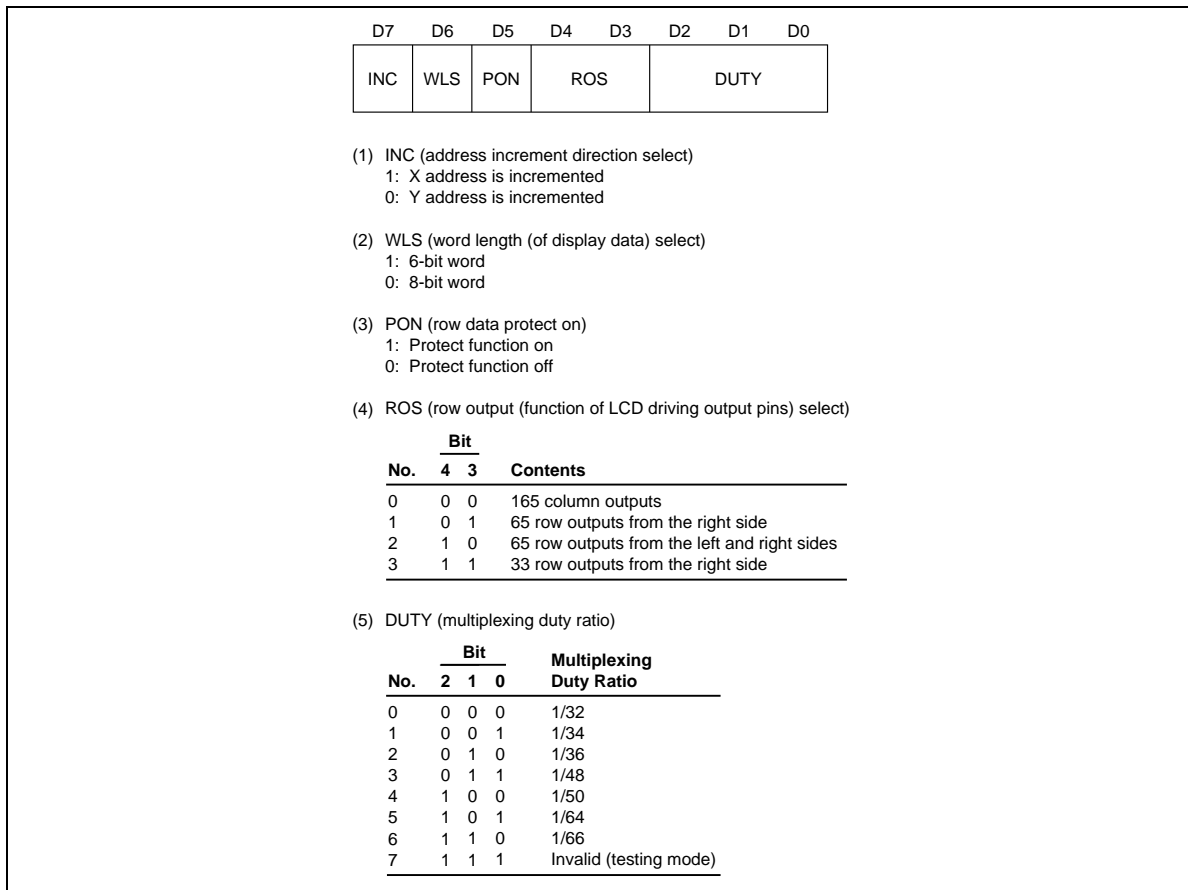 D7 D6 D5 D4 D3 D2 D1 D0
INC WLS PON ROS DUTY
(1) INC (address increment direction select)
1: X address is incremented
0: Y address is incremented
(2) WLS (word length (of display data) select)
1: 6-bit word
0: 8-bit word
(3) PON (row data protect on)
1: Protect function on
0: Protect function off
(4) ROS (row output (function of LCD driving output pins) select)
Bit
No. 4 3 Contents
0 0 0 165 column outputs
1 0 1 65 row outputs from the right side
2 1 0 65 row outputs from the left and right sides
3 1 1 33 row outputs from the right side
(5) DUTY (multiplexing duty ratio)
Bit Multiplexing
No. 2 1 0 Duty Ratio
0 0 0 0 1/32
1 0 0 1 1/34
2 0 1 0 1/36
3 0 1 1 1/48
4 1 0 0 1/50
5 1 0 1 1/64
6 1 1 0 1/66
7 1 1 1 Invalid (testing mode)